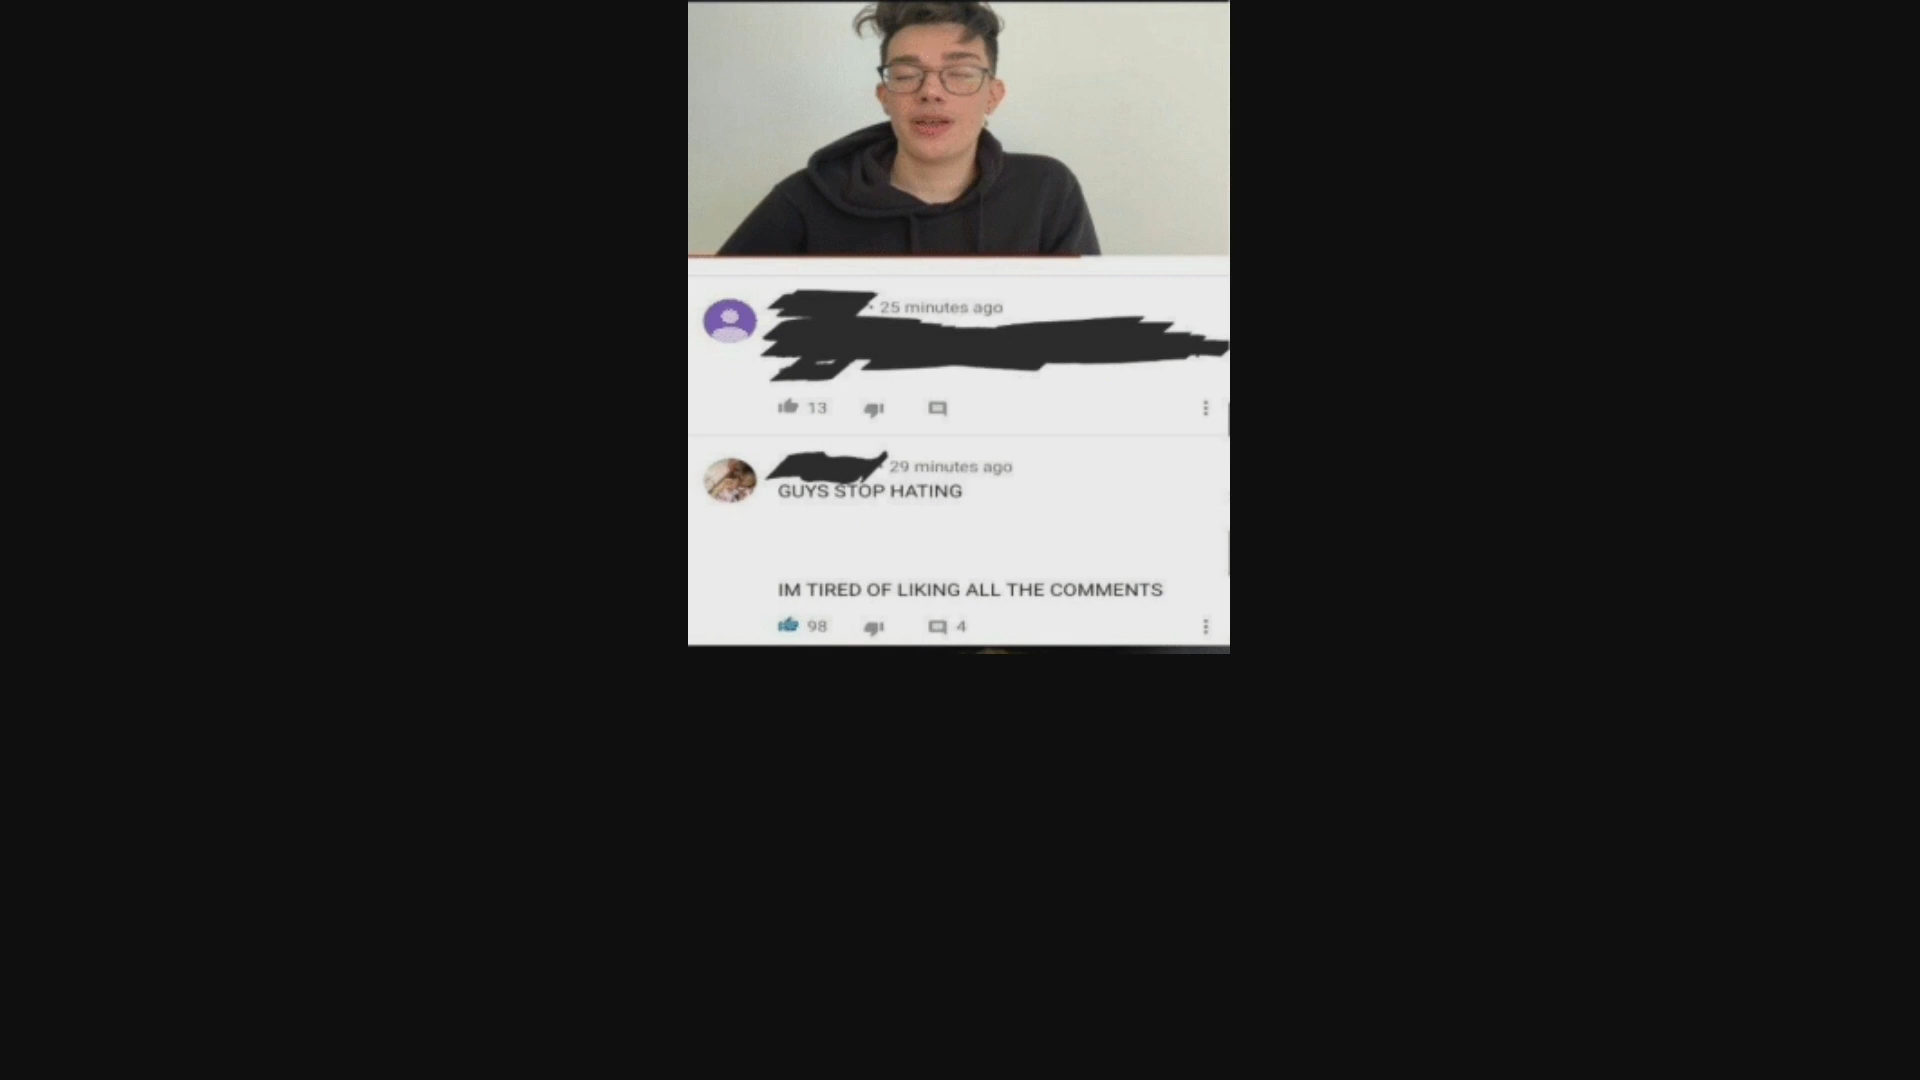 25 minutes ago
13
29 minutes ago
GUYS STOP HATING
IM TIRED OF LIKING ALL THE COMMENTS
98 4